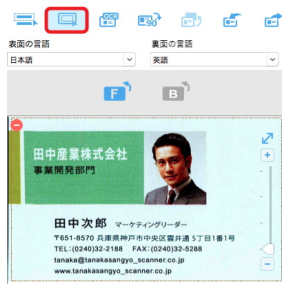 OCR
90°
表面の言語
裏面の言語
日本語
英語
F
B
田中産業株式会社
事業開発部門
田中次郎 マーケティングリーダー
〒651-8570 兵庫県神戸市中央区雲井通 5丁目1番1号
TEL:(0240)32-2188 FAX:(0240)32-5288
tanaka@tanakasangyo_scanner.co.jp
www.tanakasangyo_scanner.co.jp